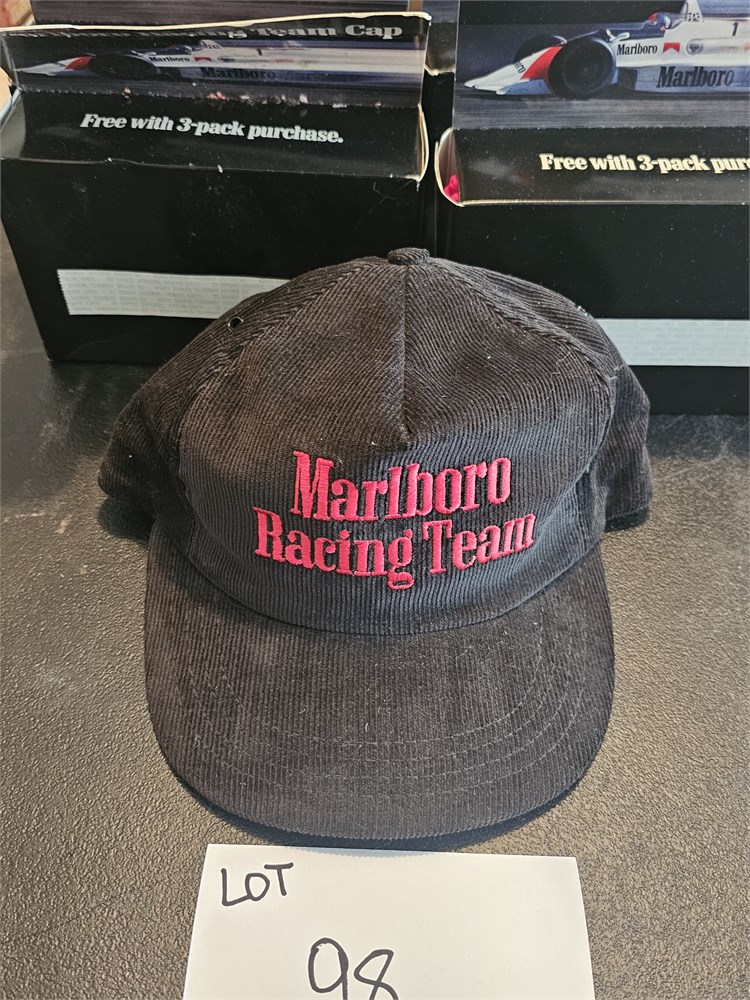 Racing Team Cap
Marlboro
Free with 3-pack purchase.
Marlboro
Marlboro
Free with 3-pack pur
Marlboro
Racing Team
LOT
98